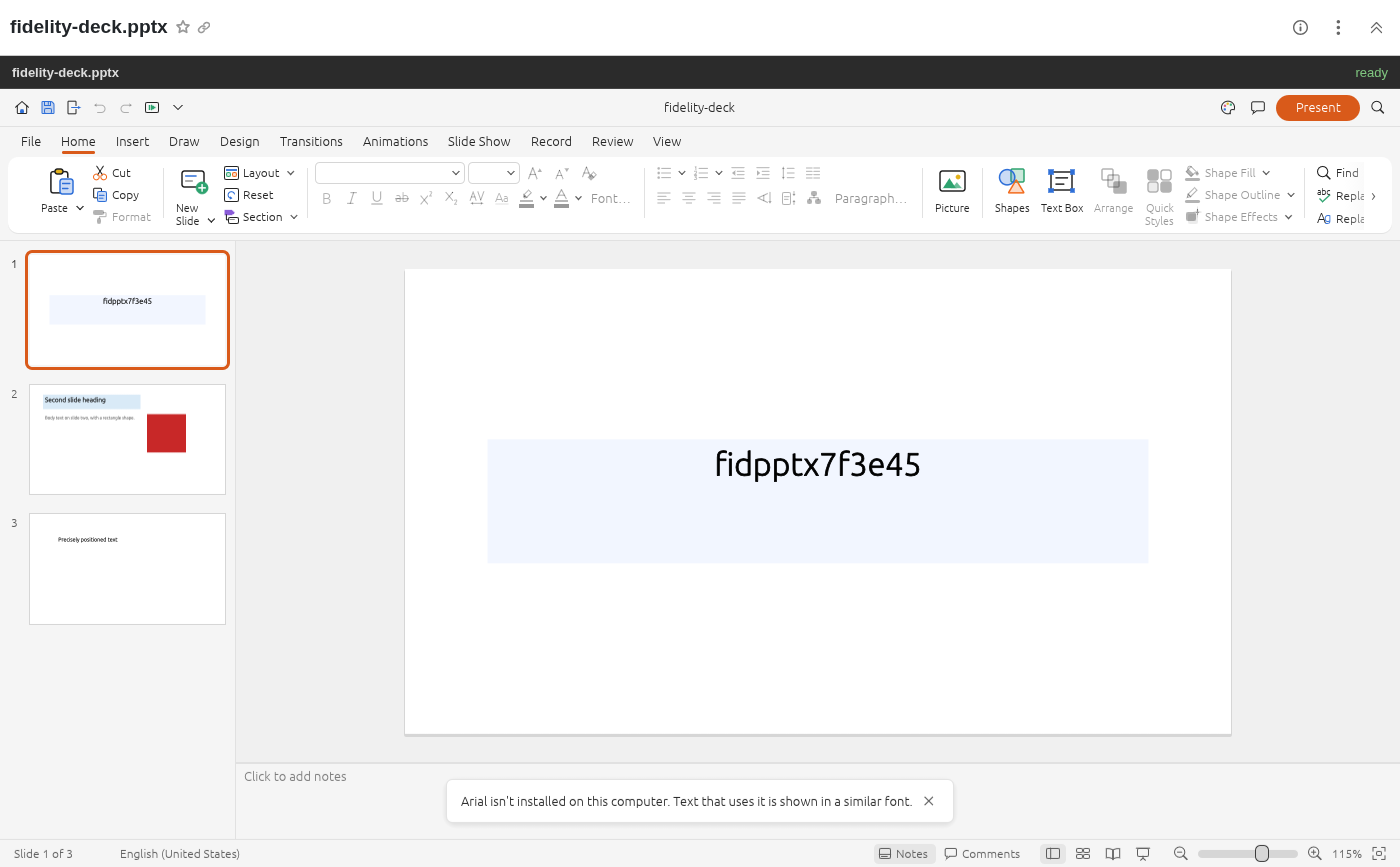 fidelity-deck.pptx
fidelity-deck.pptx
ready
fidelity-deck
Present
File Home Insert Draw Design Transitions Animations Slide Show Record Review View
Paste
Cut
Copy
Format
New Slide
Layout
Reset
Section
Font...
Paragraph...
Picture
Shapes
Text Box
Arrange
Quick Styles
Shape Fill
Shape Outline
Shape Effects
Find
Repla
Repla
1
fidpptx7f3e45
2
Second slide heading
Body text on slide two, with a rectangle shape.
3
Precisely positioned text
fidpptx7f3e45
Click to add notes
Arial isn't installed on this computer. Text that uses it is shown in a similar font.
Slide 1 of 3
English (United States)
Notes
Comments
115%